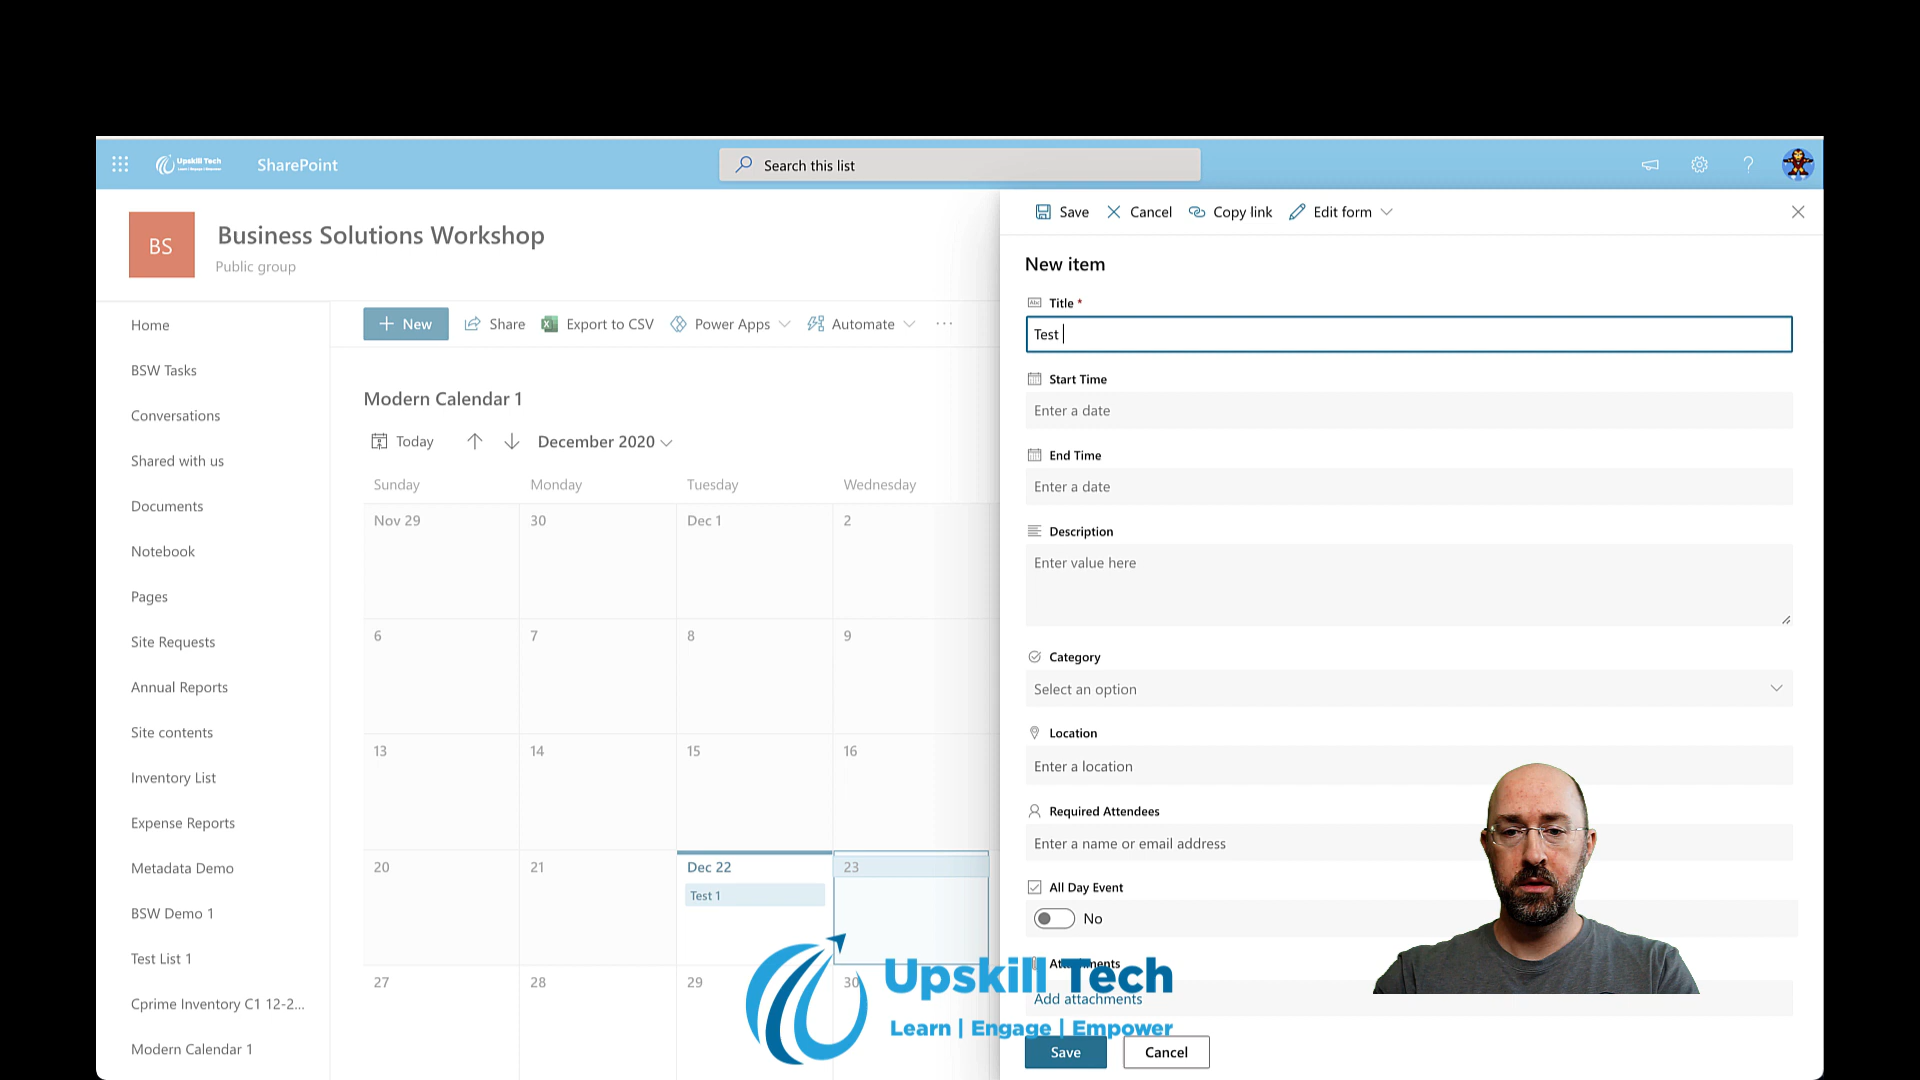 Upskill Tech
SharePoint
Search this list
BS
Business Solutions Workshop
Public group
Home
BSW Tasks
Conversations
Shared with us
Documents
Notebook
Pages
Site Requests
Annual Reports
Site contents
Inventory List
Expense Reports
Metadata Demo
BSW Demo 1
Test List 1
Cprime Inventory C1 12-2...
Modern Calendar 1
New
Share
Export to CSV
Power Apps
Automate
Modern Calendar 1
Today
December 2020
Sunday Monday Tuesday Wednesday
Nov 29 30 Dec 1 2
6 7 8 9
13 14 15 16
20 21 Dec 22 23
Test 1
27 28 29 30
Save
Cancel
Copy link
Edit form
New item
Title *
Test
Start Time
Enter a date
End Time
Enter a date
Description
Enter value here
Category
Select an option
Location
Enter a location
Required Attendees
Enter a name or email address
All Day Event
No
Attachments
Add attachments
Save
Cancel
Upskill Tech
Learn | Engage | Empower